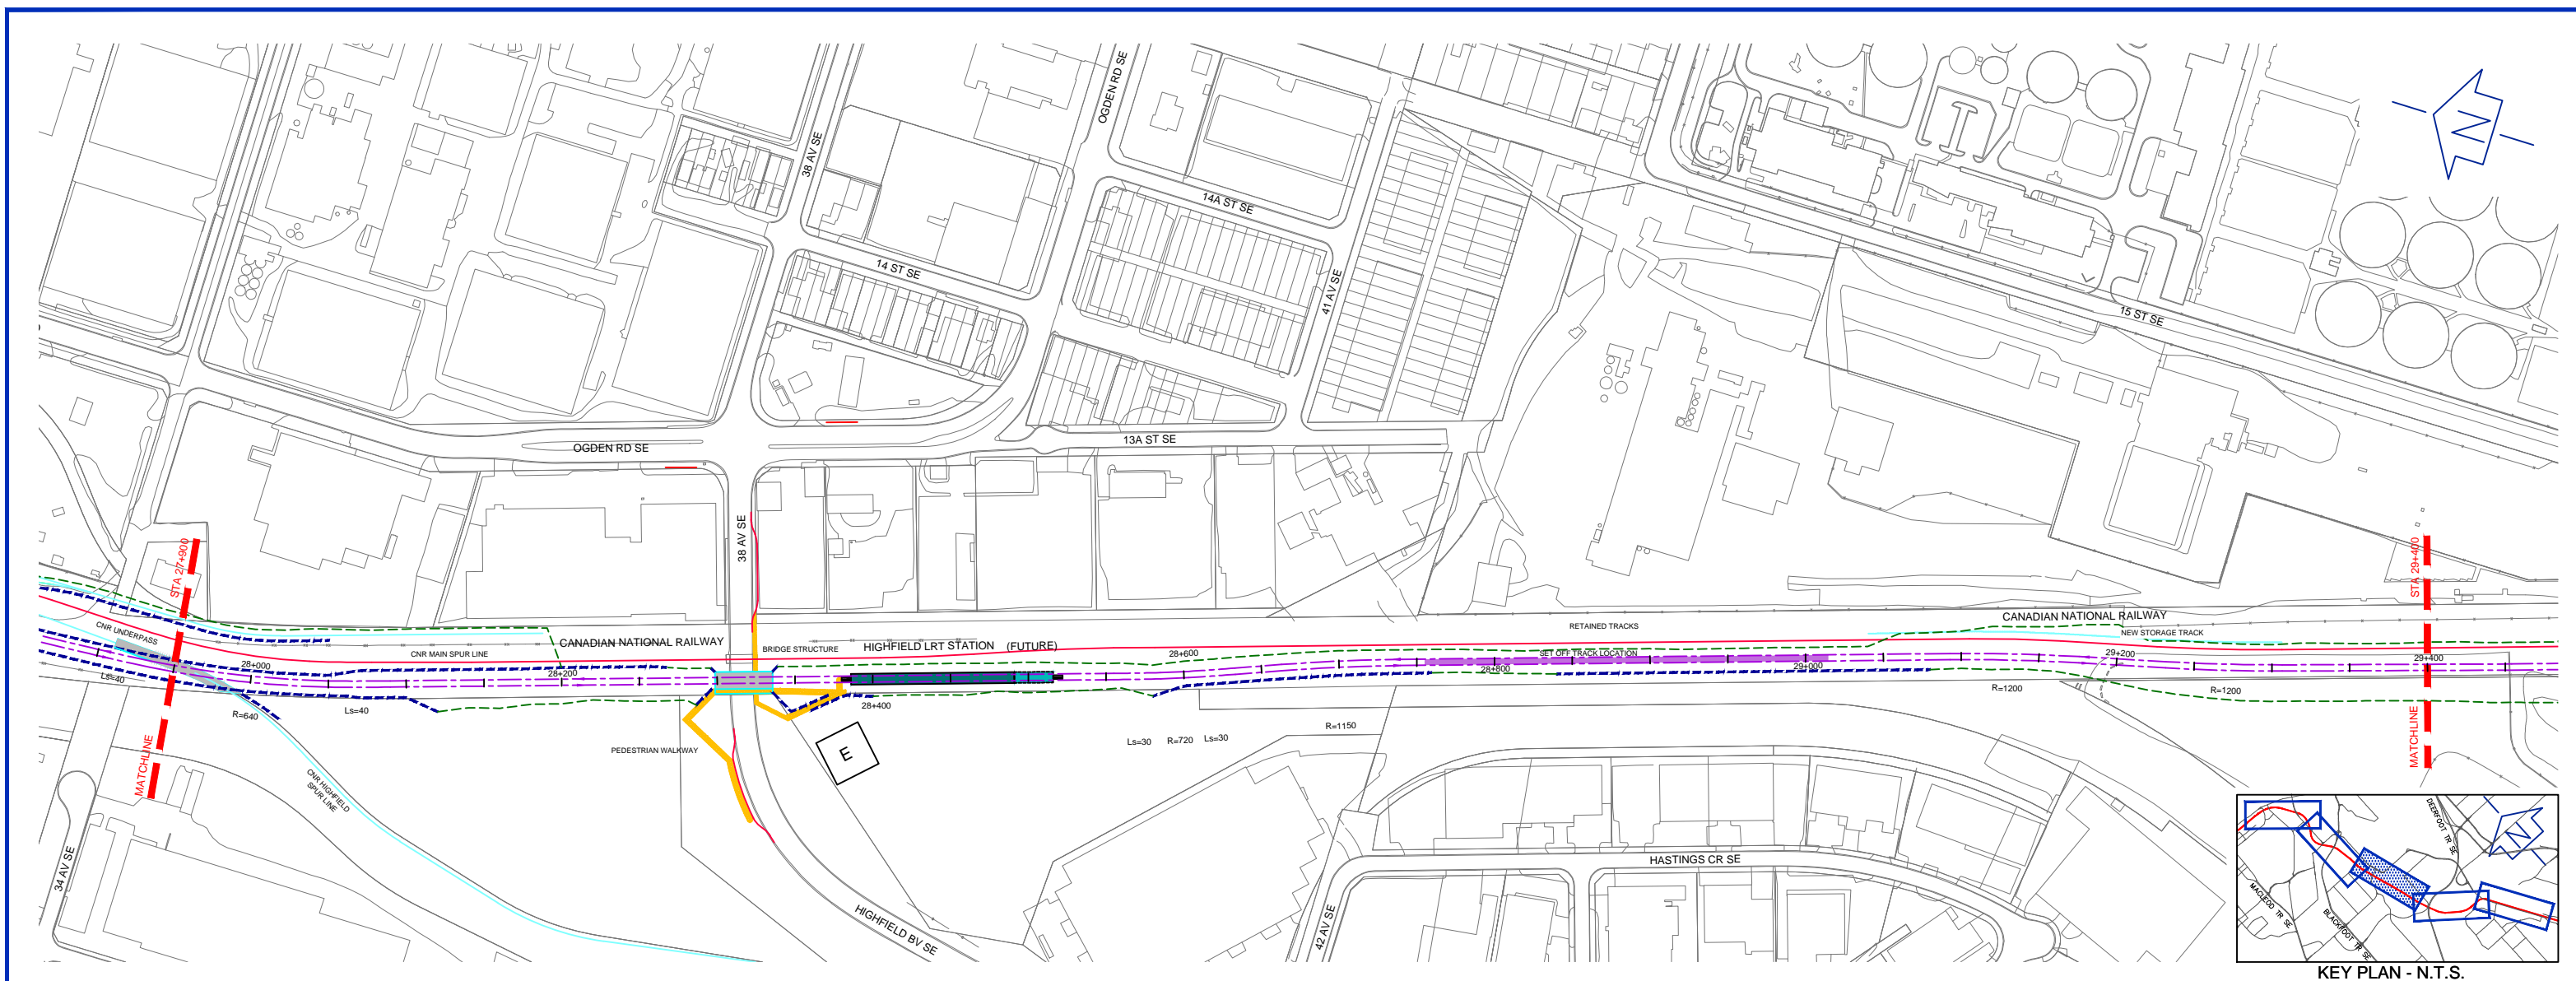 OGDEN RD SE
38 AV SE
14A ST SE
14 ST SE
41 AV SE
15 ST SE
N
13A ST SE
OGDEN RD SE
38 AV SE
STA 27+900
STA 29+400
CANADIAN NATIONAL RAILWAY
RETAINED TRACKS
CNR UNDERPASS
CANADIAN NATIONAL RAILWAY
HIGHFIELD LRT STATION (FUTURE)
NEW STORAGE TRACK
BRIDGE STRUCTURE
CNR MAIN SPUR LINE
SET OFF TRACK LOCATION
28+000
28+200
28+400
28+600
28+800
29+000
29+200
29+400
Ls=40
R=640
Ls=40
R=1200
R=1200
R=1150
Ls=30
R=720
Ls=30
PEDESTRIAN WALKWAY
E
MATCHLINE
MATCHLINE
CNR HIGHFIELD
SPUR LINE
34 AV SE
HIGHFIELD BV SE
42 AV SE
HASTINGS CR SE
DEERFOOT TR SE
N
MACLEOD TR SE
BLACKFOOT TR SE
KEY PLAN - N.T.S.